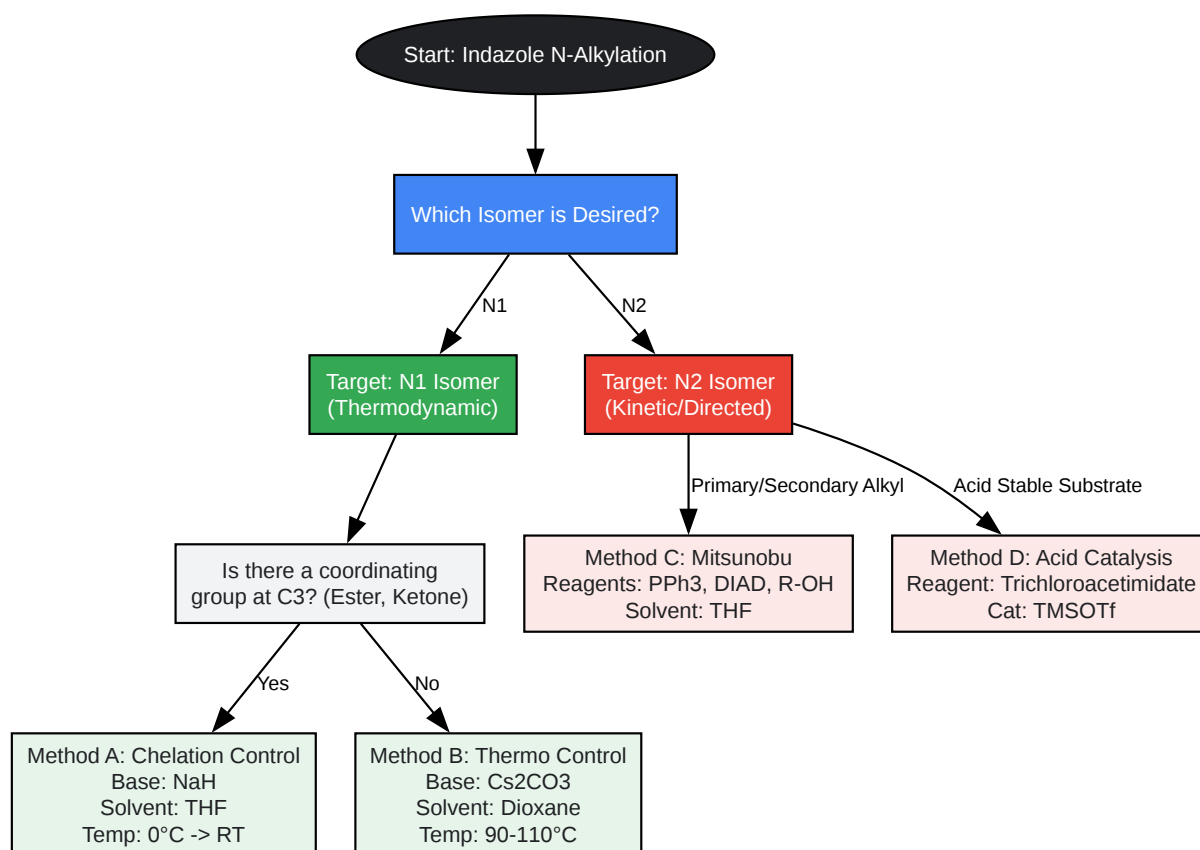 Start: Indazole N-Alkylation
Which Isomer is Desired?
N1
N2
Target: N1 Isomer
(Thermodynamic)
Target: N2 Isomer
(Kinetic/Directed)
Primary/Secondary Alkyl
Acid Stable Substrate
Is there a coordinating
group at C3? (Ester, Ketone)
Method C: Mitsunobu
Reagents: PPh3, DIAD, R-OH
Solvent: THF
Method D: Acid Catalysis
Reagent: Trichloroacetimidate
Cat: TMSOTf
Yes
No
Method A: Chelation Control
Base: NaH
Solvent: THF
Temp: 0°C -> RT
Method B: Thermo Control
Base: Cs2CO3
Solvent: Dioxane
Temp: 90-110°C